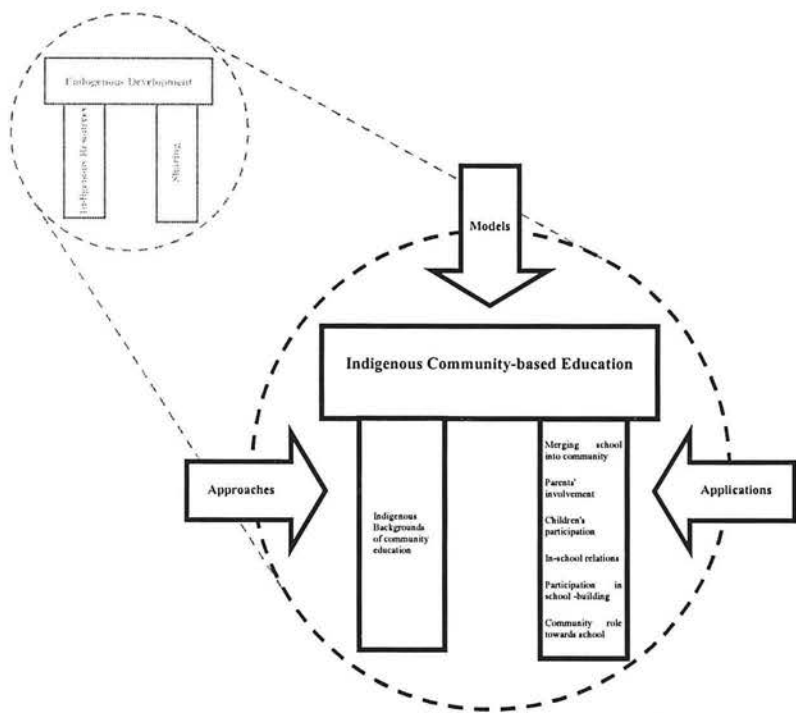 Endogenous Development
Indigenous Resources
Sharing
Models
Indigenous Community-based Education
Approaches
Applications
Indigenous
Backgrounds
of community
education
Merging school
into community
Parents'
involvement
Children's
participation
In-school relations
Participation in
school -building
Community role
towards school